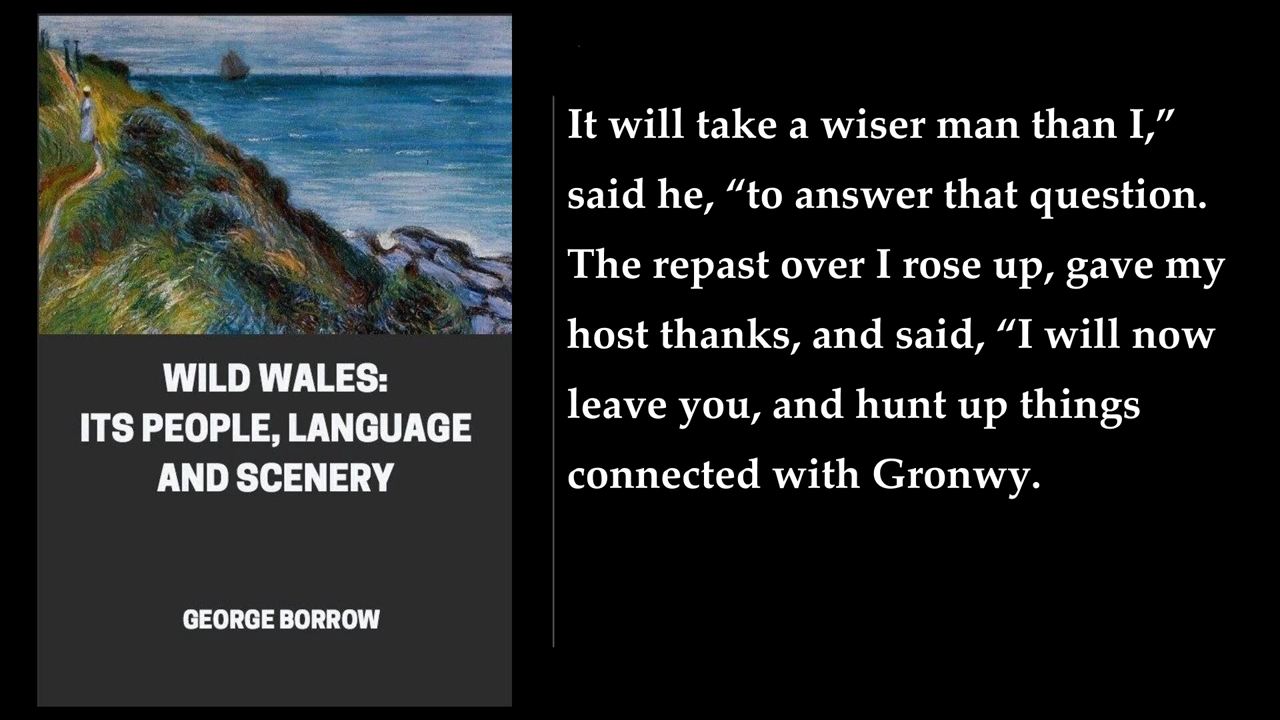 WILD WALES:
ITS PEOPLE, LANGUAGE
AND SCENERY
GEORGE BORROW
It will take a wiser man than I,”
said he, “to answer that question.
The repast over I rose up, gave my
host thanks, and said, “I will now
leave you, and hunt up things
connected with Gronwy.